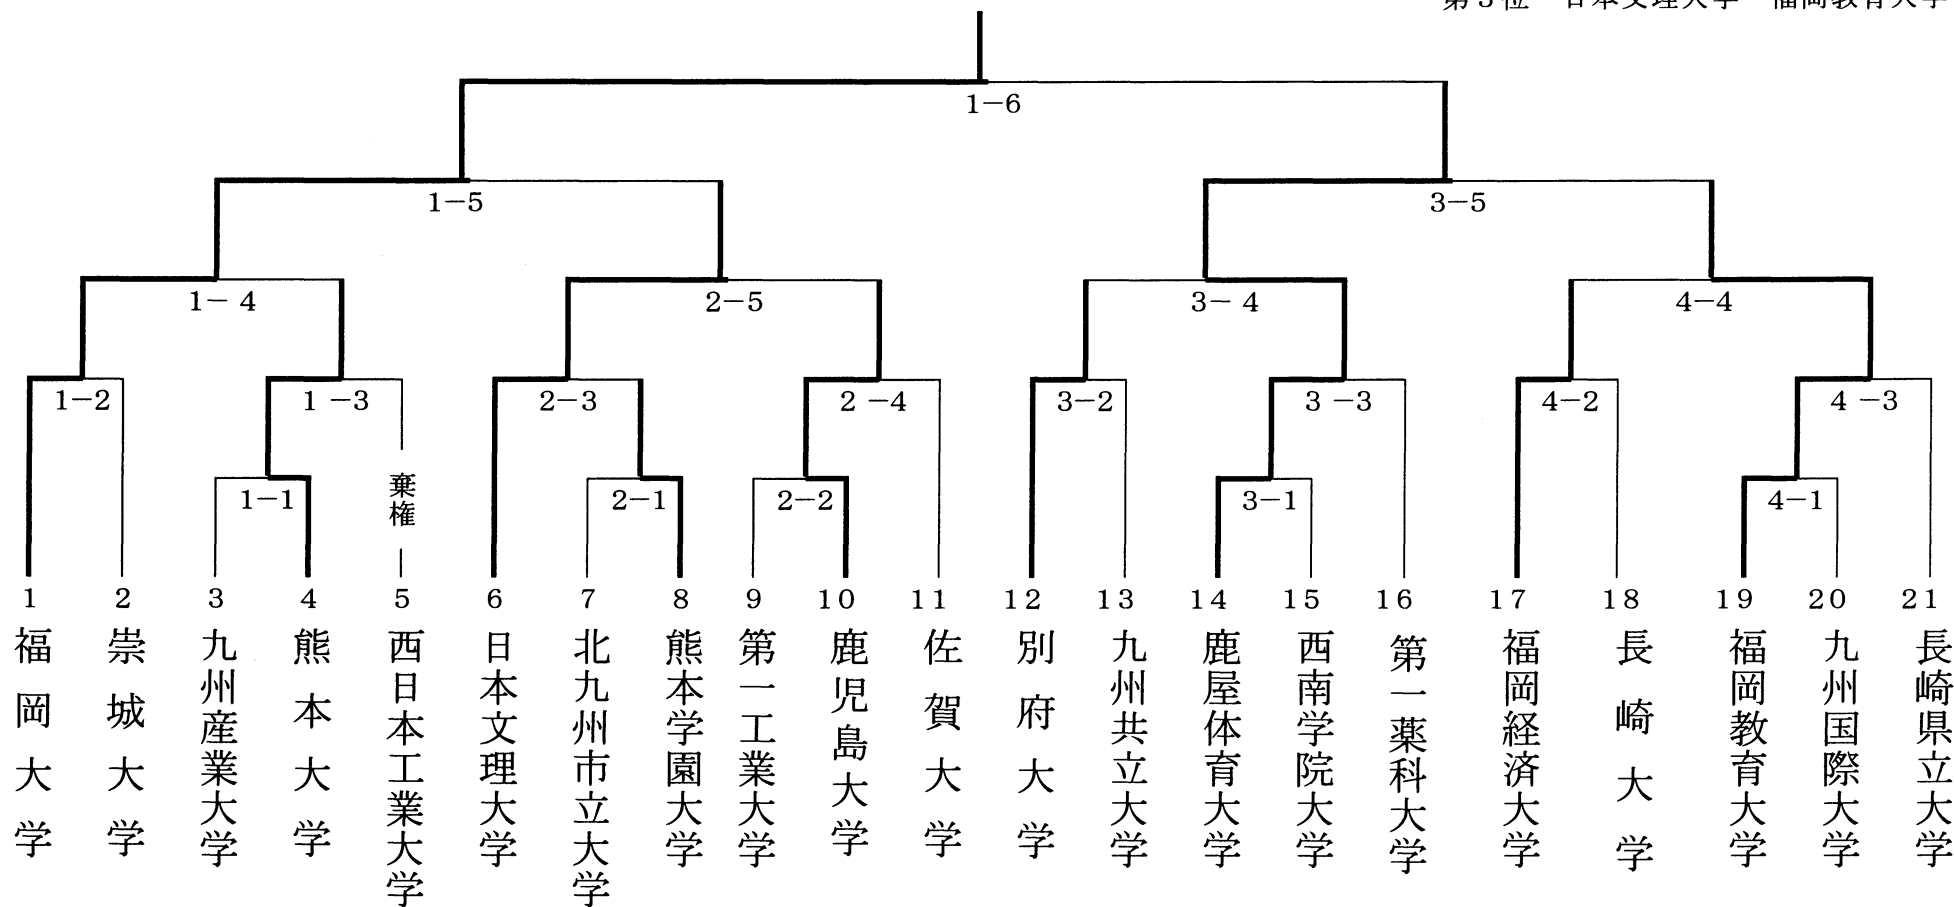 第3位 日本文理大学 福岡教育大学
1-6
1-5
3-5
1-4
2-5
3-4
4-4
1-2
1-3
2-3
2-4
3-2
3-3
4-2
4-3
棄権
1-1
2-1
2-2
3-1
4-1
1 2 3 4 5 6 7 8 9 10 11 12 13 14 15 16 17 18 19 20 21
福岡大学
崇城大学
九州産業大学
熊本大学
西日本工業大学
日本文理大学
北九州市立大学
熊本学園大学
第一工業大学
鹿児島大学
佐賀大学
別府大学
九州共立大学
鹿屋体育大学
西南学院大学
第一薬科大学
福岡経済大学
長崎大学
福岡教育大学
九州国際大学
長崎県立大学